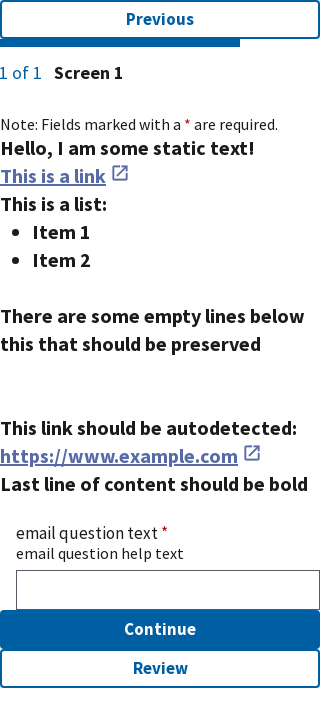 Previous
1 of 1 Screen 1
Note: Fields marked with a * are required.
Hello, I am some static text!
This is a link
This is a list:
• Item 1
• Item 2
There are some empty lines below
this that should be preserved
This link should be autodetected:
https://www.example.com
Last line of content should be bold
email question text *
email question help text
Continue
Review